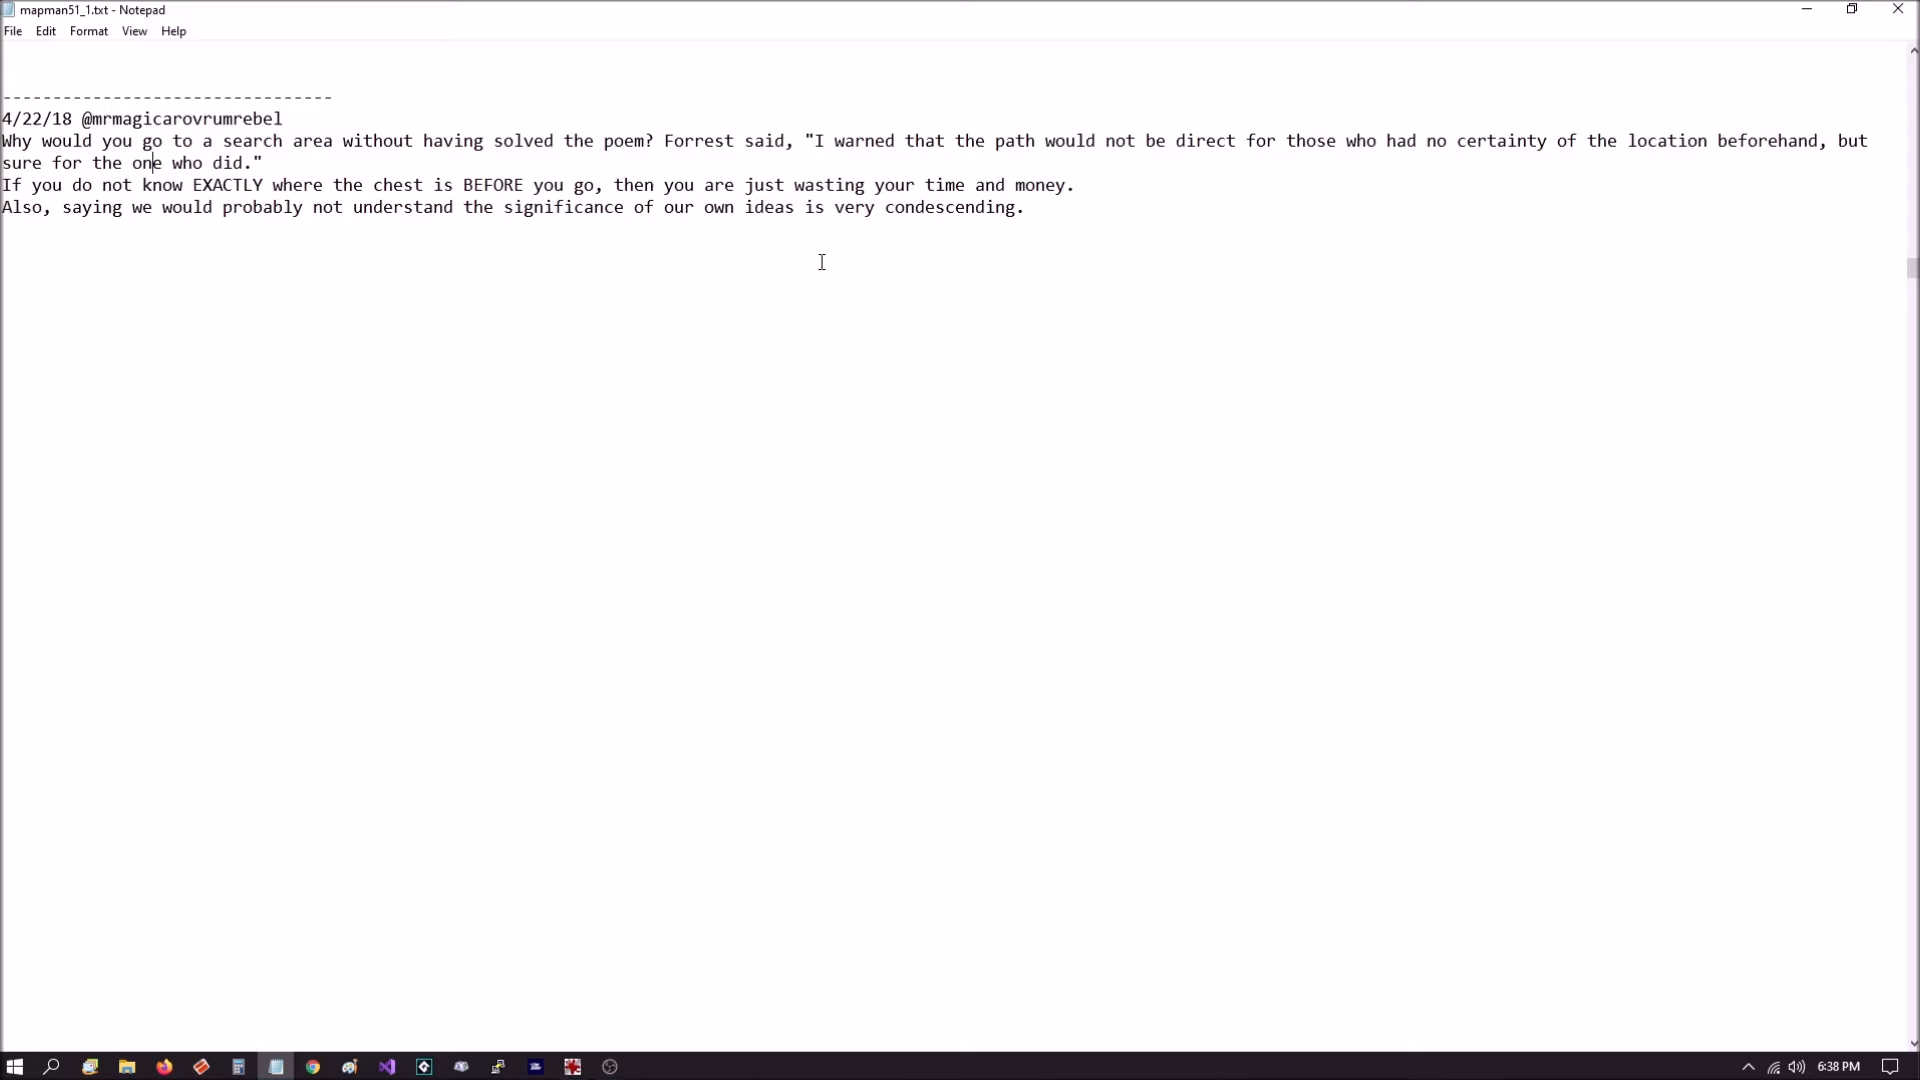 mapman51_1.txt - Notepad
File Edit Format View Help
---------------------------------
4/22/18 @mrmagicarovrumrebel
Why would you go to a search area without having solved the poem? Forrest said, "I warned that the path would not be direct for those who had no certainty of the location beforehand, but
sure for the one who did."
If you do not know EXACTLY where the chest is BEFORE you go, then you are just wasting your time and money.
Also, saying we would probably not understand the significance of our own ideas is very condescending.
6:38 PM